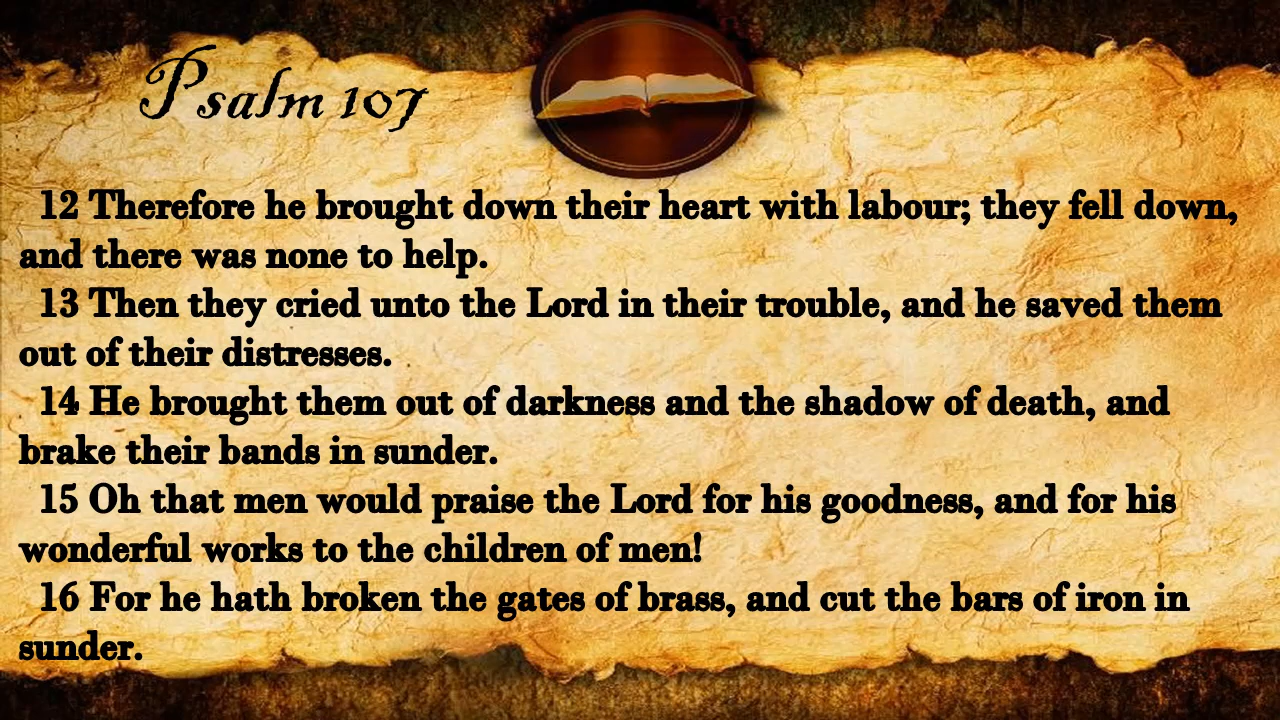 Psalm 107
12 Therefore he brought down their heart with labour; they fell down,
and there was none to help.
13 Then they cried unto the Lord in their trouble, and he saved them
out of their distresses.
14 He brought them out of darkness and the shadow of death, and
brake their bands in sunder.
15 Oh that men would praise the Lord for his goodness, and for his
wonderful works to the children of men!
16 For he hath broken the gates of brass, and cut the bars of iron in
sunder.